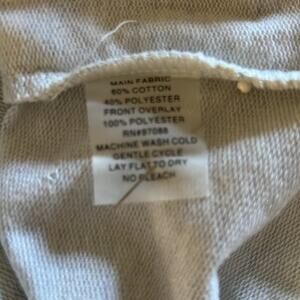 MAIN FABRIC
60% COTTON
40% POLYESTER
FRONT OVERLAY
100% POLYESTER
RN#97088
MACHINE WASH COLD
GENTLE CYCLE
LAY FLAT TO DRY
NO BLEACH